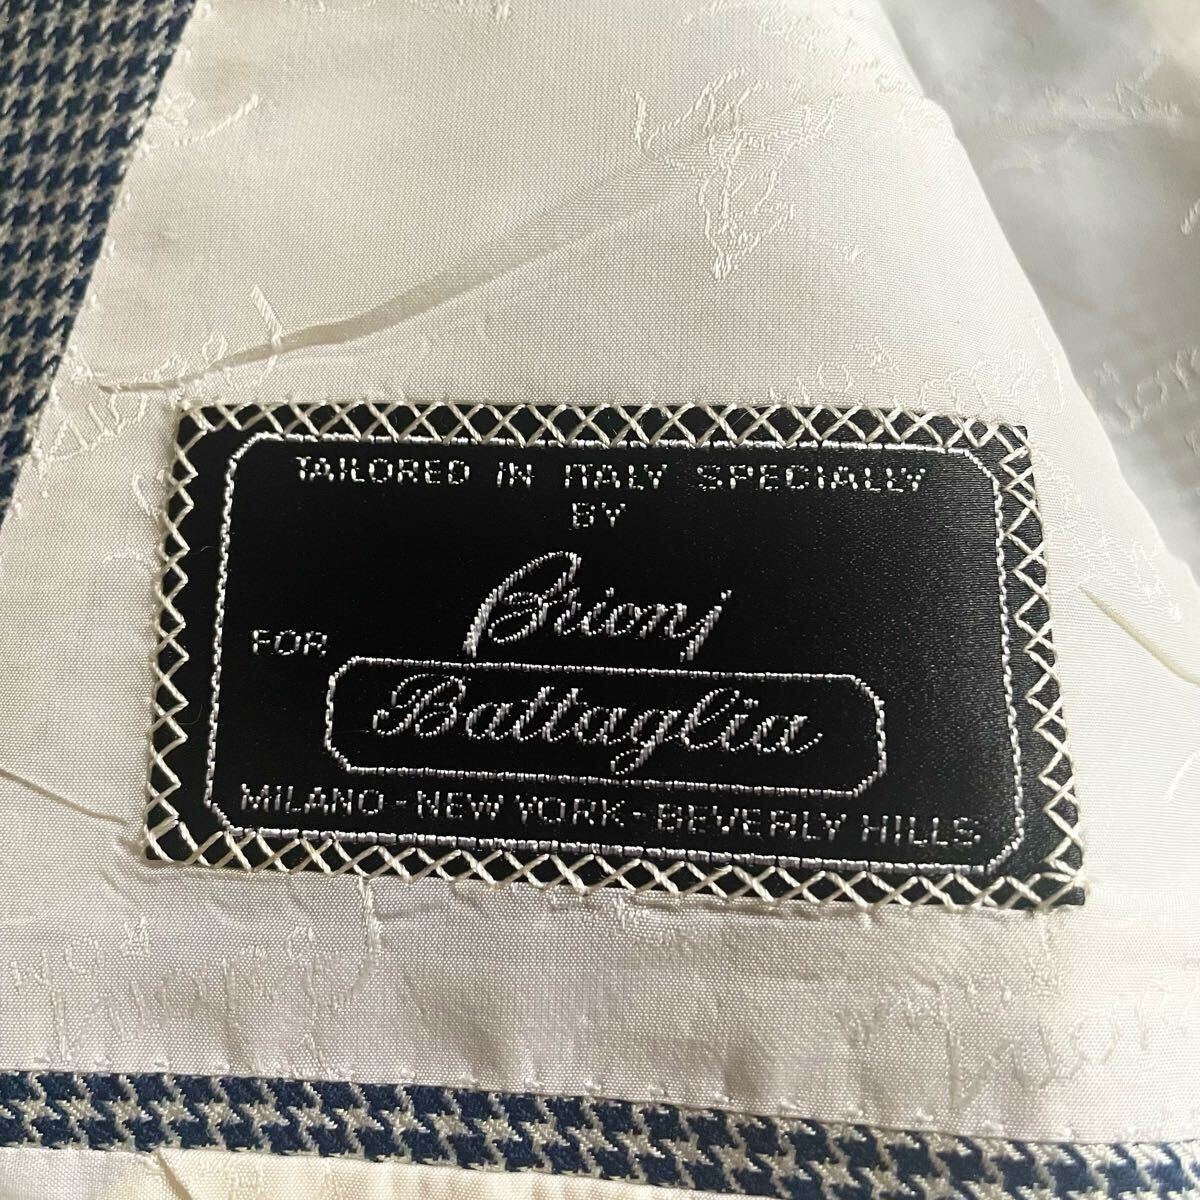 TAILORED IN ITALY SPECIALLY
BY
Brioni
FOR
Battaglia
MILANO - NEW YORK - BEVERLY HILLS